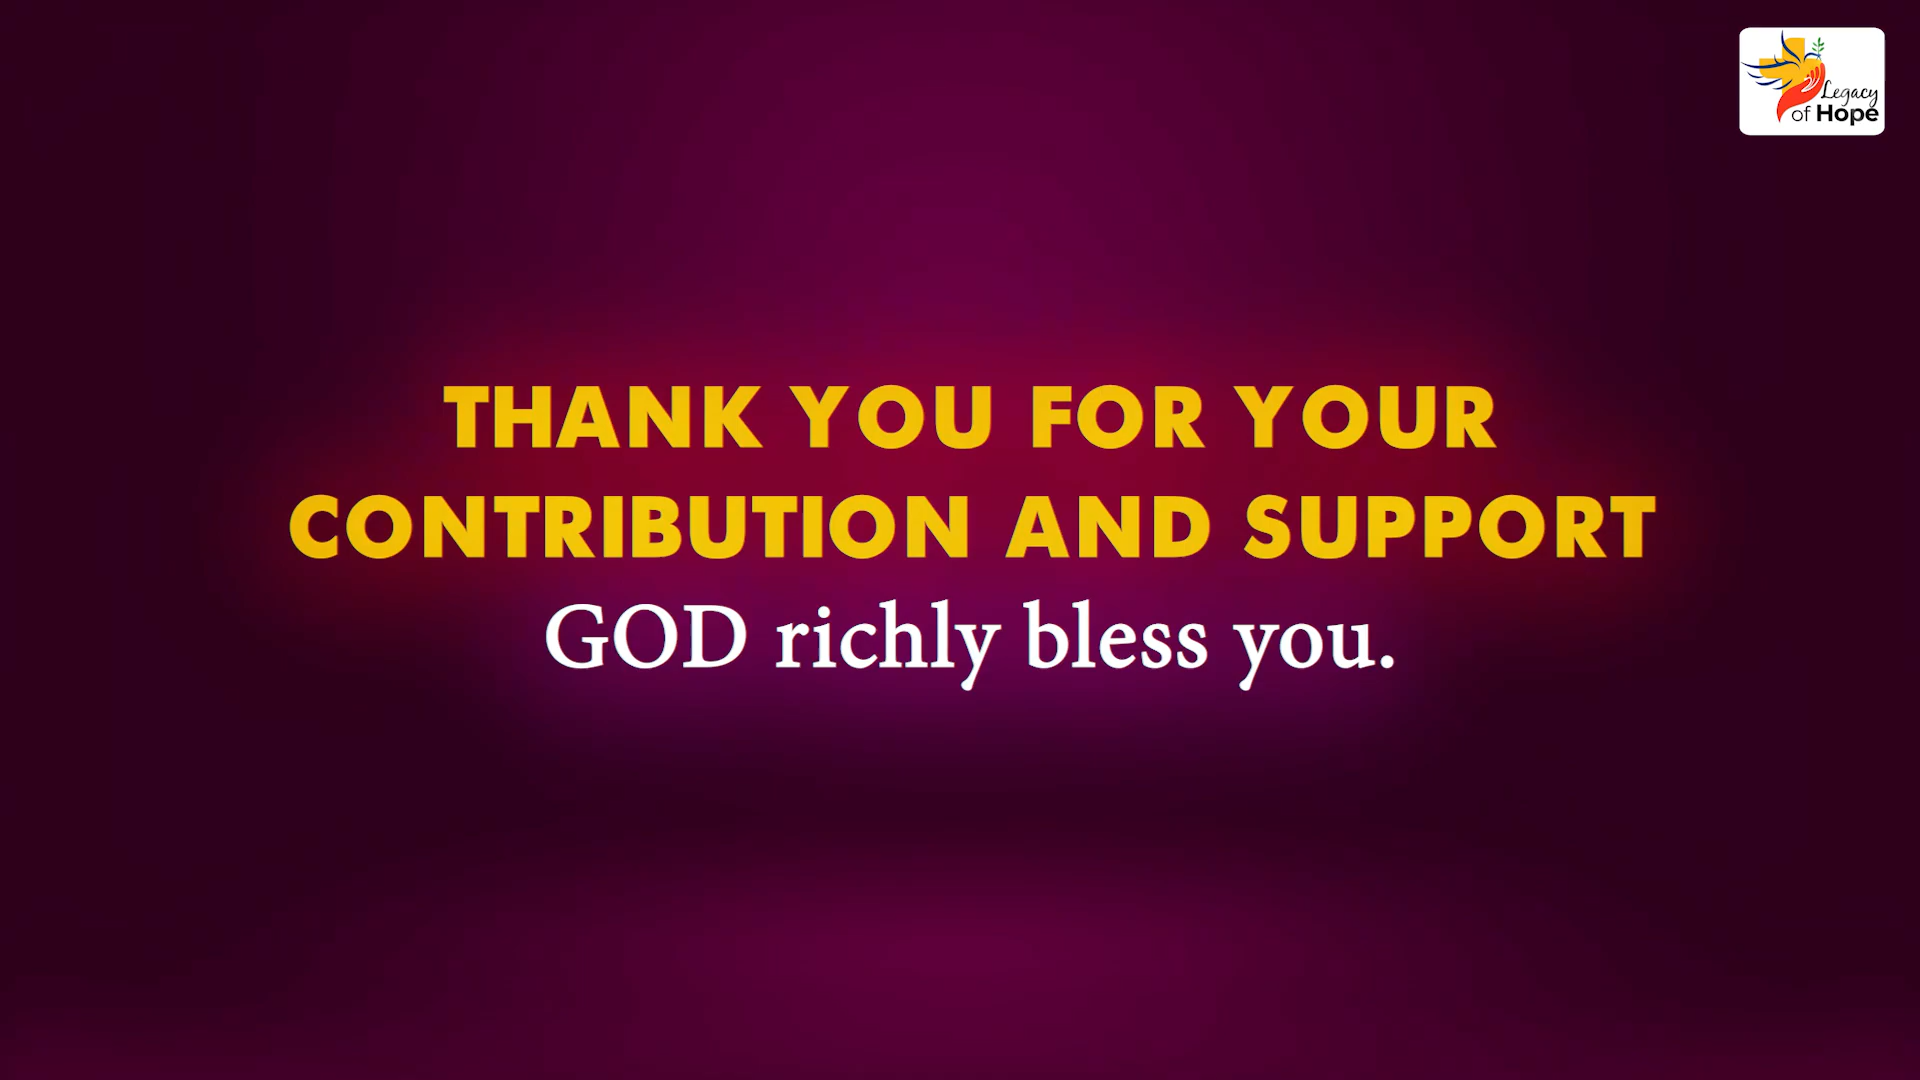 Legacy
of Hope
THANK YOU FOR YOUR
CONTRIBUTION AND SUPPORT
GOD richly bless you.